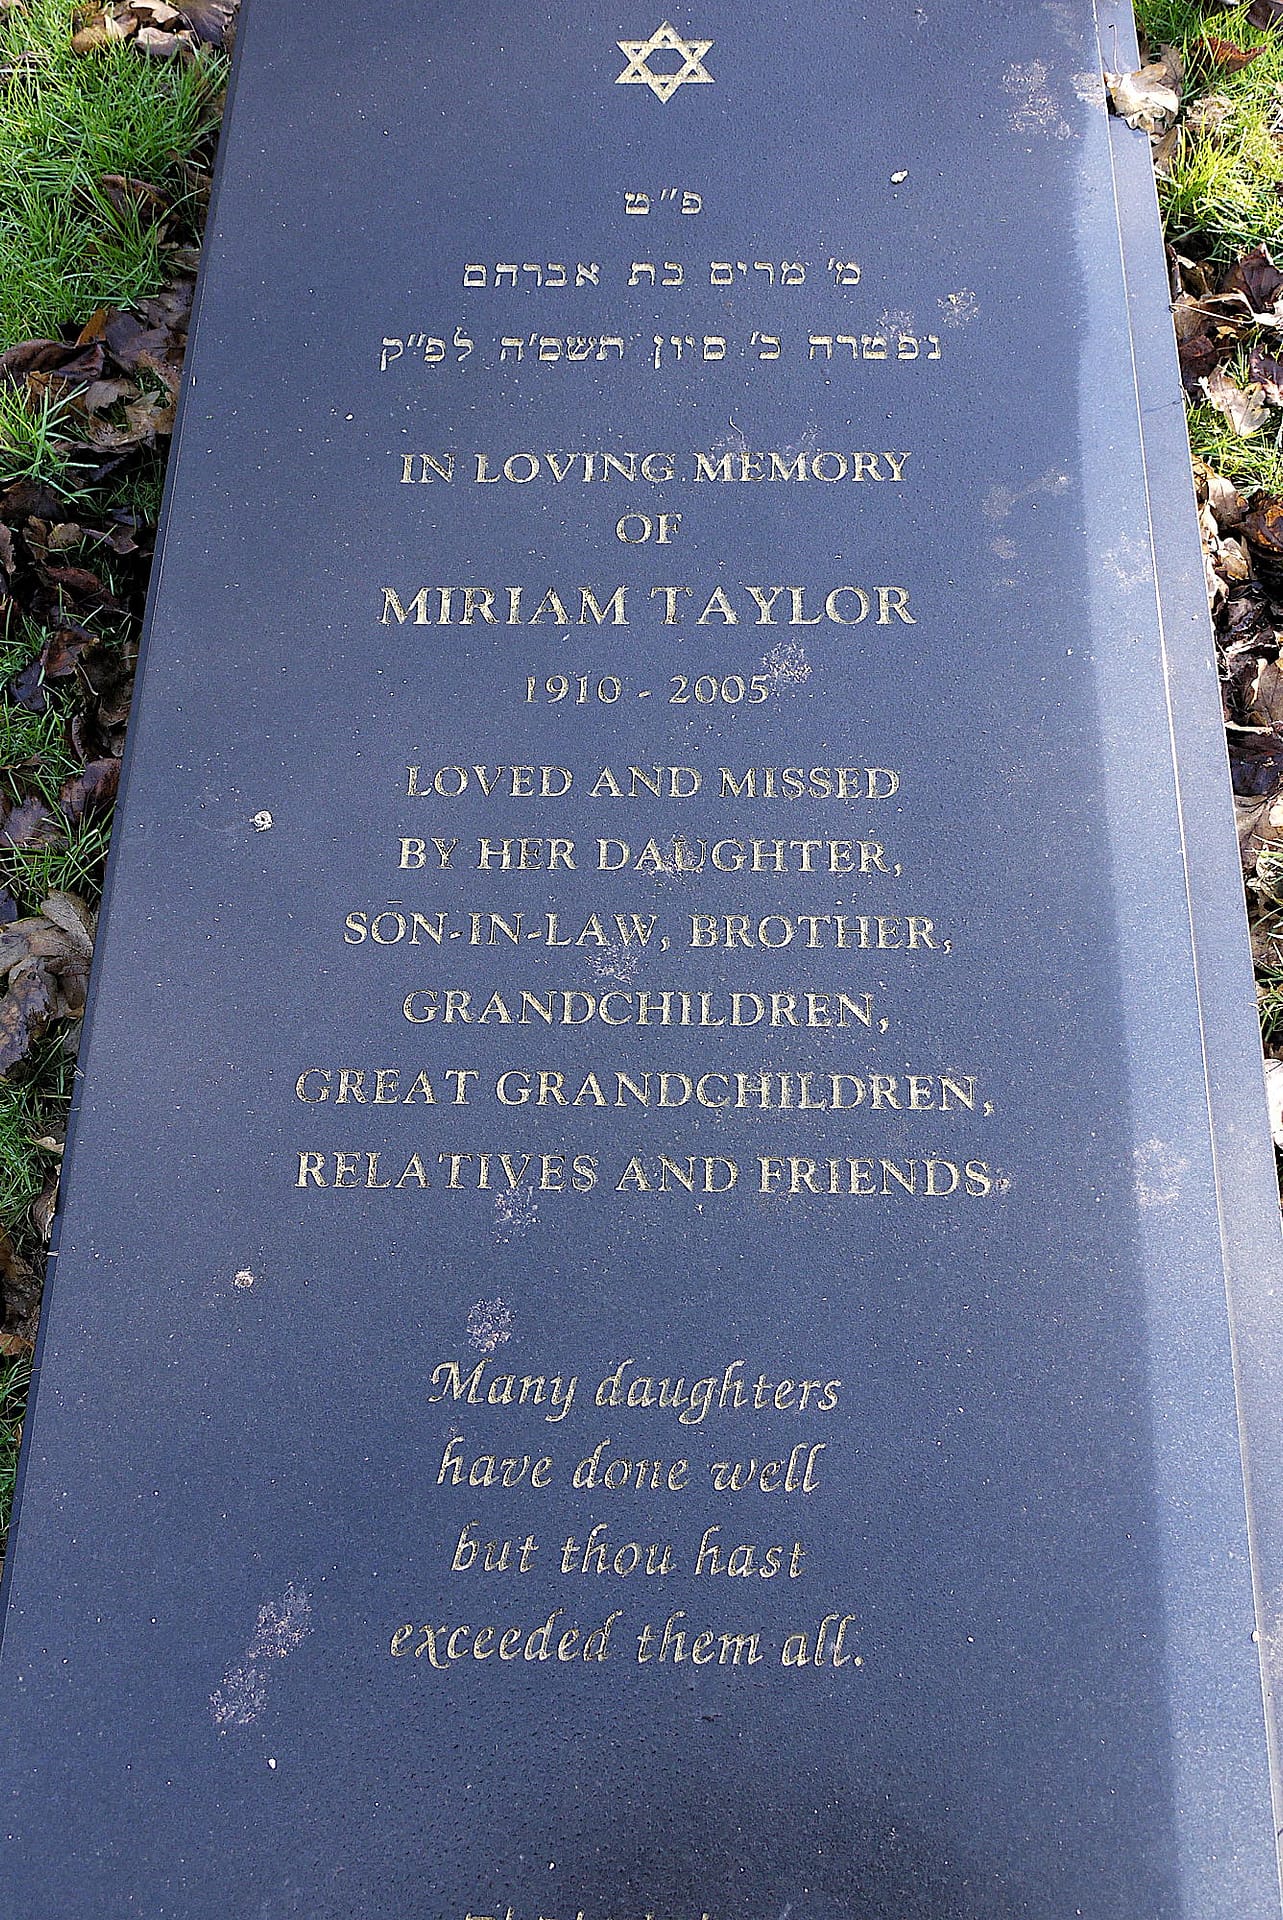 פ״ט
מ׳ מרים בת אברהם
נפטרה כ׳ סיון תשס׳ה לפ״ק
IN LOVING MEMORY
OF
MIRIAM TAYLOR
1910 - 2005
LOVED AND MISSED
BY HER DAUGHTER,
SON-IN-LAW, BROTHER,
GRANDCHILDREN,
GREAT GRANDCHILDREN,
RELATIVES AND FRIENDS
Many daughters
have done well
but thou hast
exceeded them all.